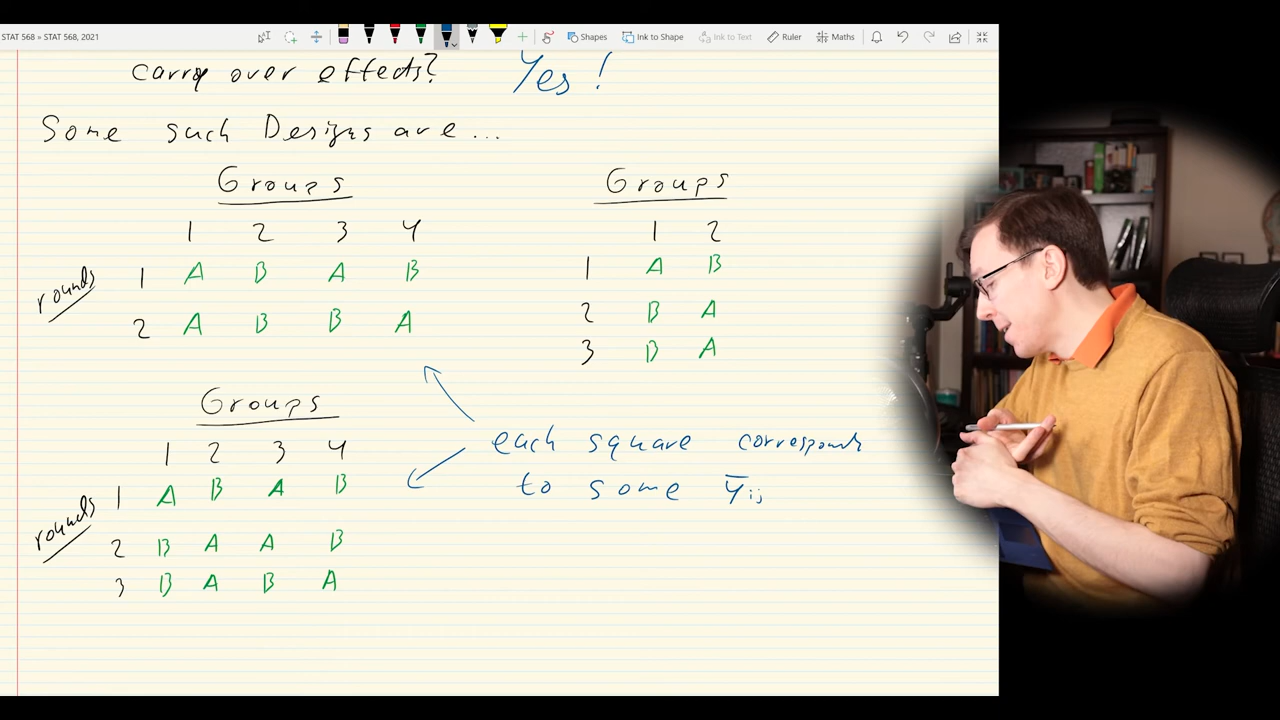 STAT 568 » STAT 568, 2021
Shapes Ink to Shape Ink to Text Ruler Maths
carry over effects? Yes!
Some such Designs are...
Groups
1 2 3 4
rounds
1 A B A B
2 A B B A
Groups
1 2
1 A B
2 B A
3 B A
Groups
1 2 3 4
rounds
1 A B A B
2 B A A B
3 B A B A
each square corresponds
to some Ȳij